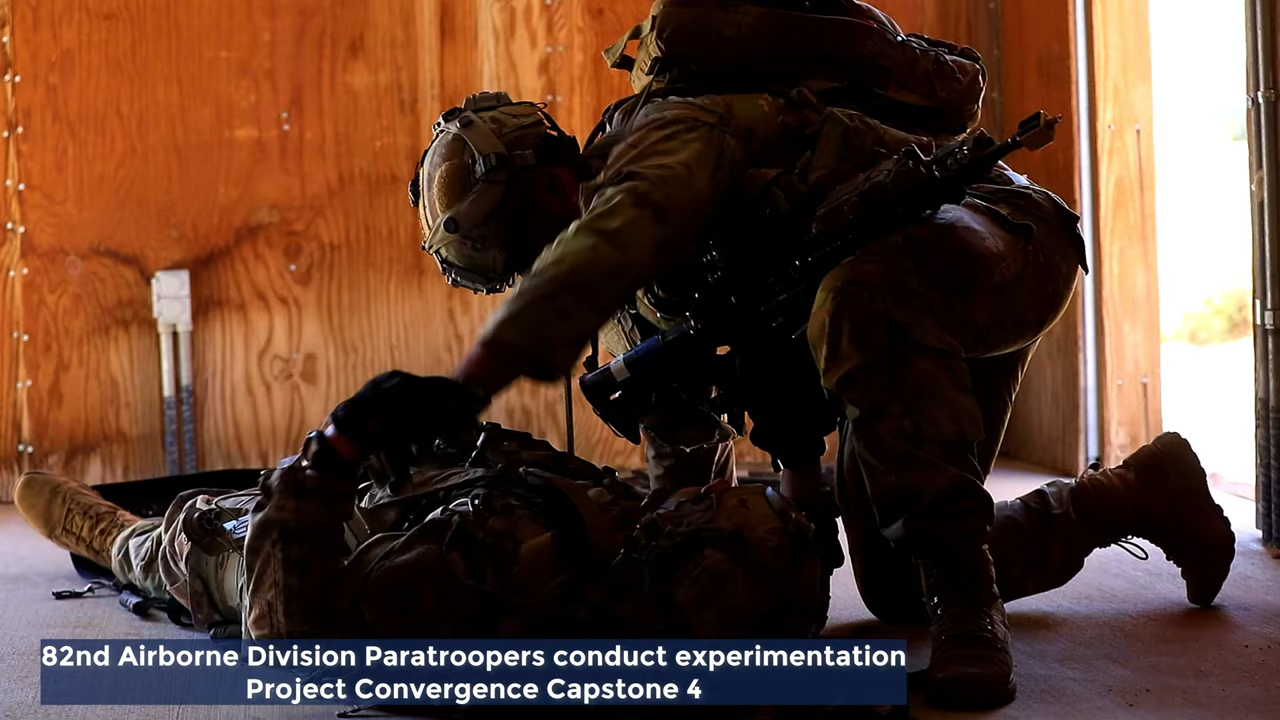 82nd Airborne Division Paratroopers conduct experimentation
Project Convergence Capstone 4